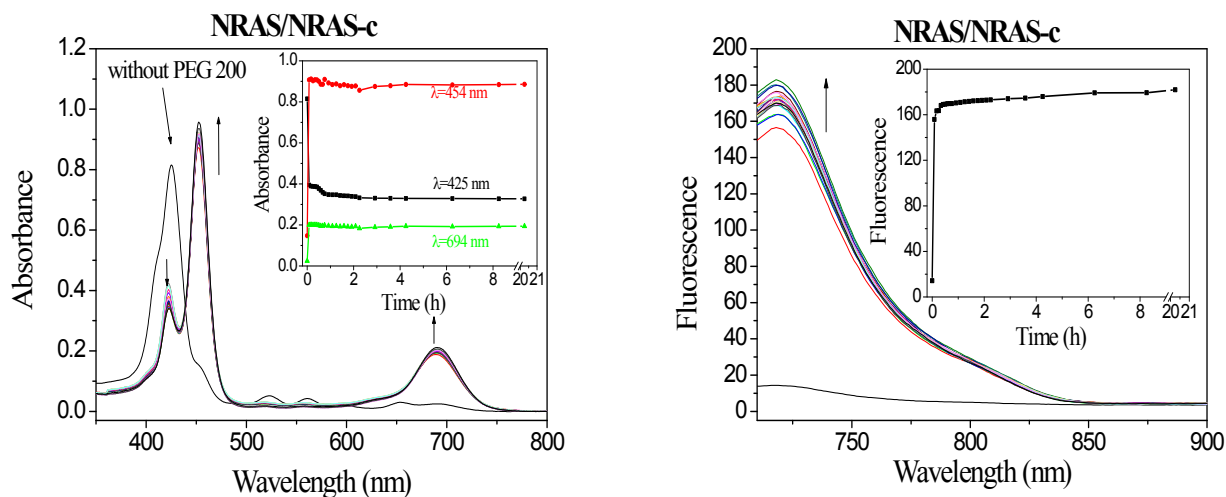 NRAS/NRAS-c
1.2
1.0
0.8
0.6
0.4
0.2
0.0
Absorbance
without PEG 200
1.0
0.8
0.6
0.4
0.2
0.0
Absorbance
λ=454 nm
λ=425 nm
λ=694 nm
0 2 4 6 8 20 21
Time (h)
400 500 600 700 800
Wavelength (nm)
NRAS/NRAS-c
200
180
160
140
120
100
80
60
40
20
0
Fluorescence
180
160
120
80
40
0
Fluorescence
0 2 4 6 8 20 21
Time (h)
750 800 850 900
Wavelength (nm)